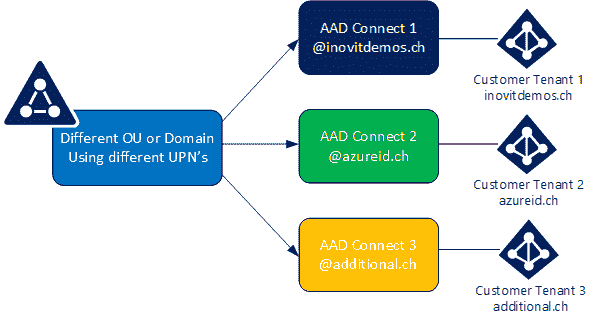 Different OU or Domain
Using different UPN's
AAD Connect 1
@inovitdemos.ch
Customer Tenant 1
inovitdemos.ch
AAD Connect 2
@azureid.ch
Customer Tenant 2
azureid.ch
AAD Connect 3
@additional.ch
Customer Tenant 3
additional.ch